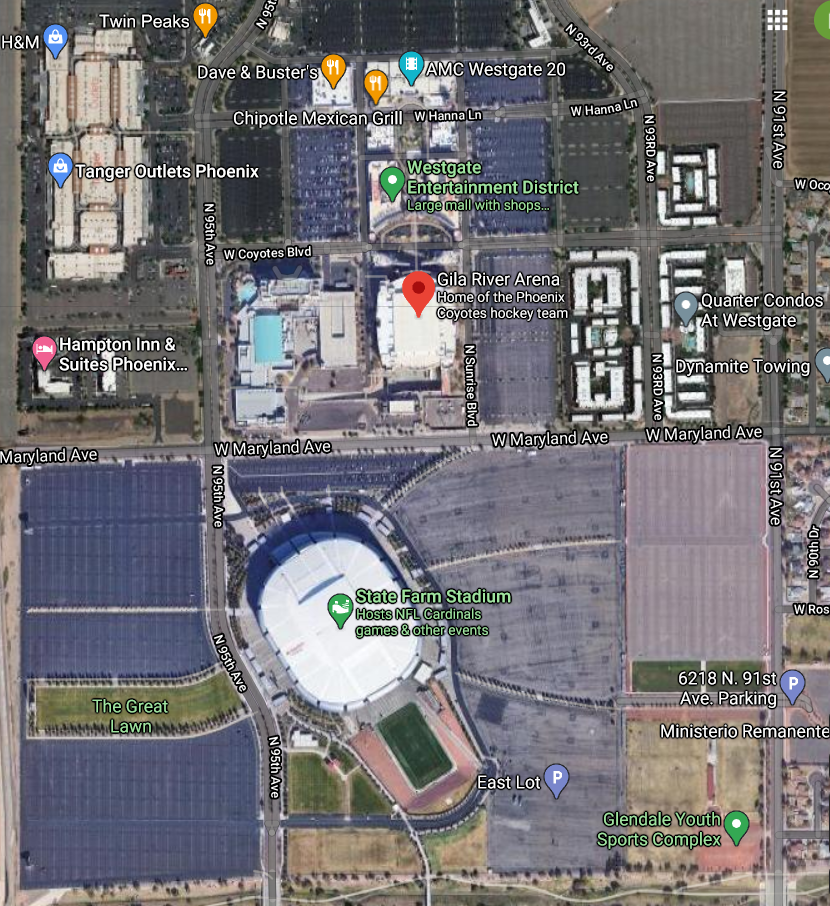 N 95t
Twin Peaks
H&M
N 93rd Ave
Dave & Buster's
AMC Westgate 20
Chipotle Mexican Grill
W Hanna Ln
W Hanna Ln
N 91st Ave
N 93RD Ave
Tanger Outlets Phoenix
Westgate
Entertainment District
Large mall with shops...
W Oco
N 95th Ave
W Coyotes Blvd
Gila River Arena
Home of the Phoenix
Coyotes hockey team
Quarter Condos
At Westgate
Hampton Inn &
Suites Phoenix...
N Sunrise Blvd
N 93RD Ave
Dynamite Towing
Maryland Ave
W Maryland Ave
W Maryland Ave
W Maryland Ave
N 95th Ave
N 91st Ave
N 90th Dr
State Farm Stadium
Hosts NFL Cardinals
games & other events
W Ros
N 95th Ave
The Great
Lawn
6218 N. 91st
Ave. Parking
P
Ministerio Remanente
N 95th Ave
East Lot
P
Glendale Youth
Sports Complex